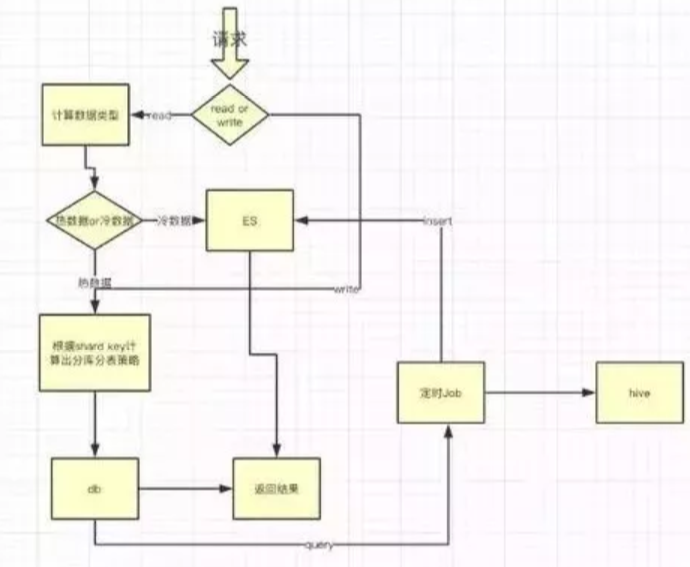 请求
read or
write
read
计算数据类型
热数据or冷数据
冷数据
ES
insert
热数据
write
根据shard key计
算出分库分表策略
定时Job
hive
db
返回结果
query